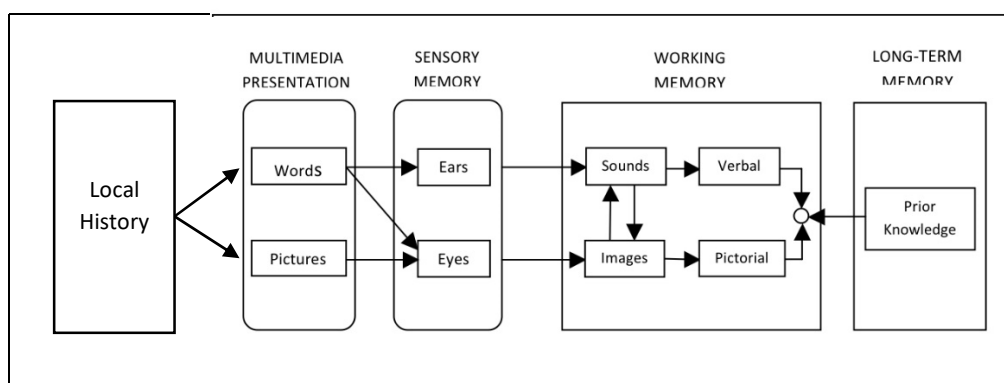 MULTIMEDIA
PRESENTATION
SENSORY
MEMORY
WORKING
MEMORY
LONG-TERM
MEMORY
Local
History
Words
Pictures
Ears
Eyes
Sounds
Images
Verbal
Pictorial
Prior
Knowledge